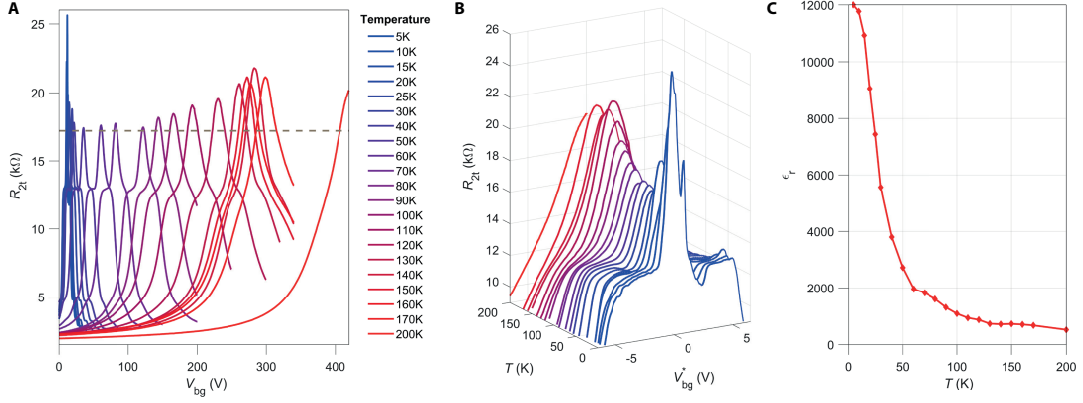 A
R2t (kΩ)
25
20
15
10
5
0
100
200
300
400
Vbg (V)
Temperature
5K
10K
15K
20K
25K
30K
40K
50K
60K
70K
80K
90K
100K
110K
120K
130K
140K
150K
160K
170K
200K
B
R2t (kΩ)
26
24
22
20
18
16
14
12
10
200
150
100
50
0
T (K)
-5
0
5
V*bg (V)
C
ϵr
12000
10000
8000
6000
4000
2000
0
0
50
100
150
200
T (K)